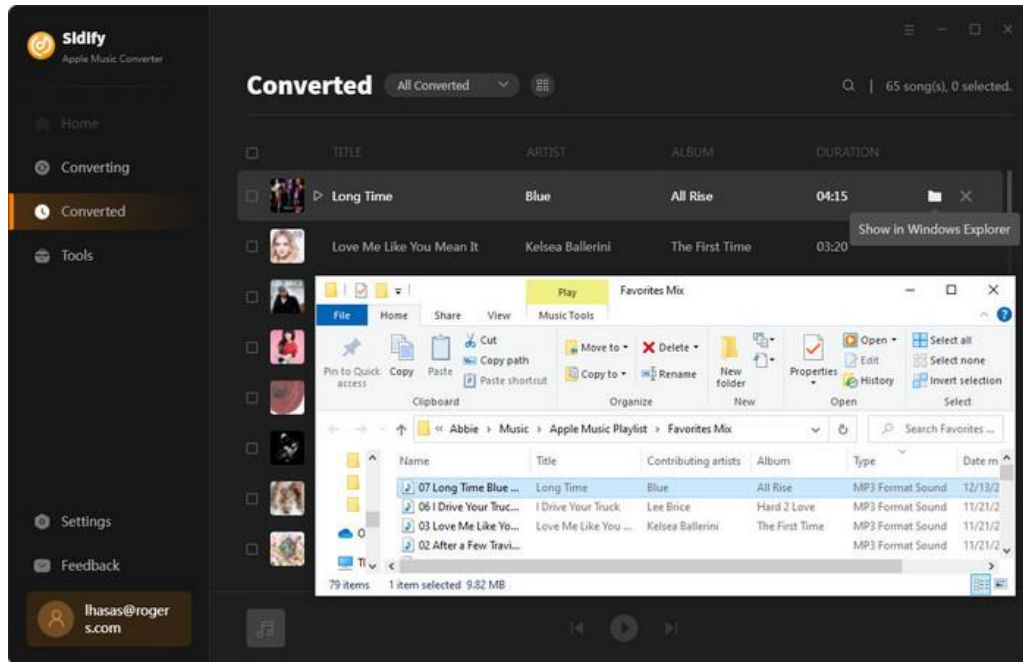 Sidify
Apple Music Converter
Home
Converting
Converted
Tools
Settings
Feedback
lhasas@roger
s.com
Converted All Converted
65 song(s), 0 selected.
TITLE ARTIST ALBUM DURATION
Long Time Blue All Rise 04:15
Show in Windows Explorer
Love Me Like You Mean It Kelsea Ballerini The First Time 03:20
Play Favorites Mix
File Home Share View Music Tools
Pin to Quick access
Copy
Paste
Cut
Copy path
Paste shortcut
Clipboard
Move to
Copy to
Delete
Rename
Organize
New folder
New
Properties
Open
Edit
History
Open
Select all
Select none
Invert selection
Select
« Abbie › Music › Apple Music Playlist › Favorites Mix
Search Favorites ...
Name Title Contributing artists Album Type Date m
07 Long Time Blue ... Long Time Blue All Rise MP3 Format Sound 12/13/2
06 I Drive Your Truc... I Drive Your Truck Lee Brice Hard 2 Love MP3 Format Sound 11/21/2
03 Love Me Like Yo... Love Me Like You ... Kelsea Ballerini The First Time MP3 Format Sound 11/21/2
02 After a Few Travi... MP3 Format Sound 11/21/2
79 items 1 item selected 9.82 MB